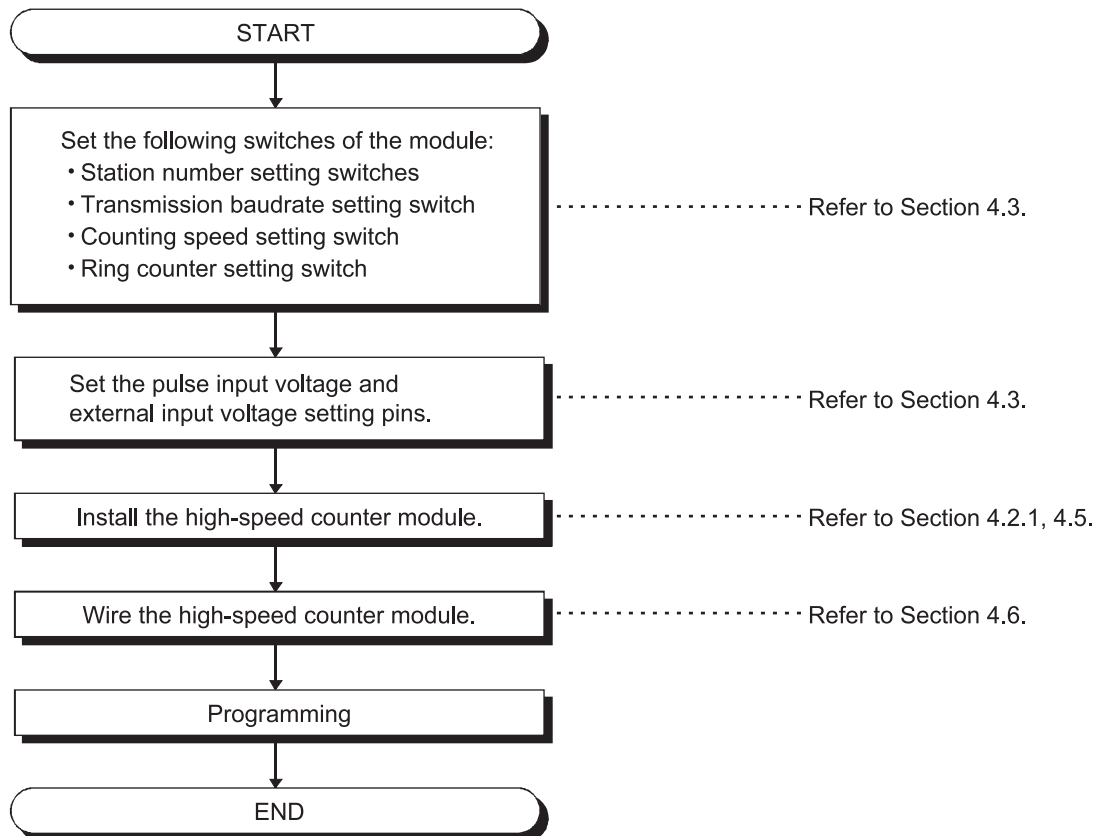 START
Set the following switches of the module:
・Station number setting switches
・Transmission baudrate setting switch
・Counting speed setting switch
・Ring counter setting switch
Refer to Section 4.3.
Set the pulse input voltage and
external input voltage setting pins.
Refer to Section 4.3.
Install the high-speed counter module.
Refer to Section 4.2.1, 4.5.
Wire the high-speed counter module.
Refer to Section 4.6.
Programming
END